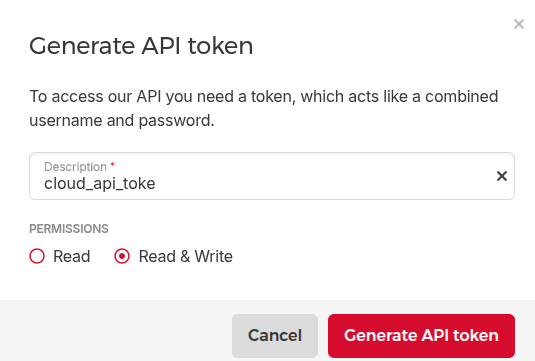 Generate API token
To access our API you need a token, which acts like a combined
username and password.
Description *
cloud_api_toke
PERMISSIONS
Read
Read & Write
Cancel
Generate API token